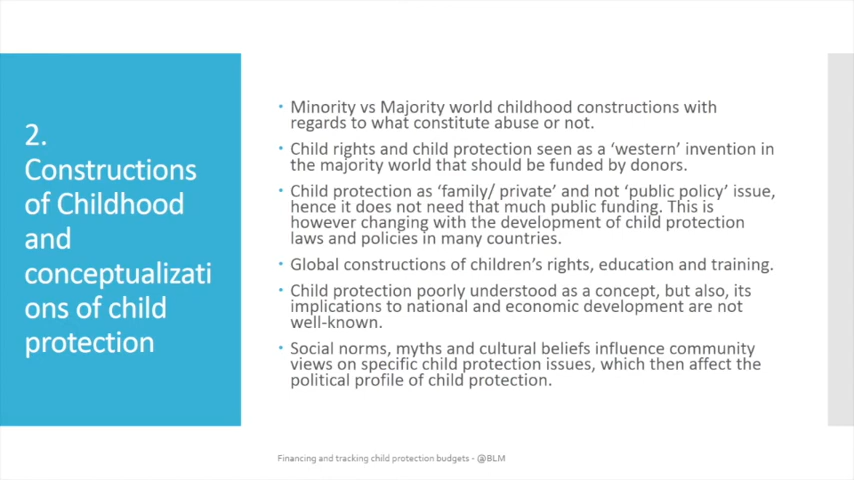 2.
Constructions
of Childhood
and
conceptualizati
ons of child
protection
• Minority vs Majority world childhood constructions with
regards to what constitute abuse or not.
• Child rights and child protection seen as a ‘western’ invention in
the majority world that should be funded by donors.
• Child protection as ‘family/ private’ and not ‘public policy’ issue,
hence it does not need that much public funding. This is
however changing with the development of child protection
laws and policies in many countries.
• Global constructions of children’s rights, education and training.
• Child protection poorly understood as a concept, but also, its
implications to national and economic development are not
well-known.
• Social norms, myths and cultural beliefs influence community
views on specific child protection issues, which then affect the
political profile of child protection.
Financing and tracking child protection budgets - @BLM